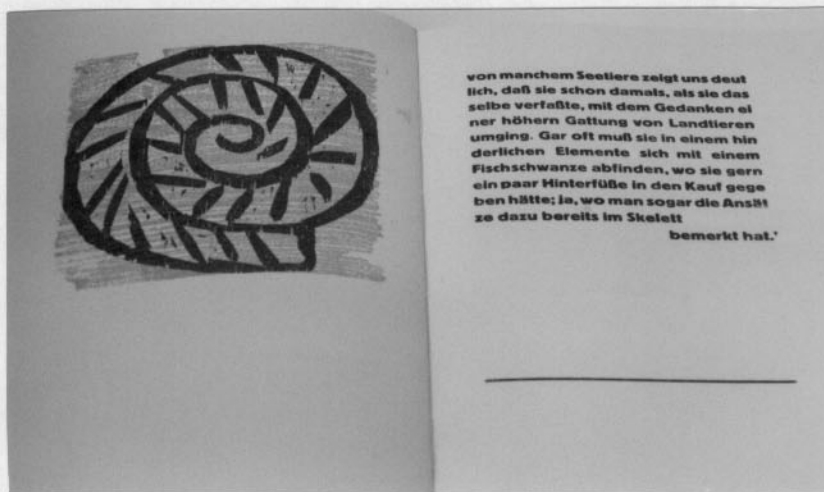 von manchem Seetiere zeigt uns deut
lich, daß sie schon damals, als sie das
selbe verfaßte, mit dem Gedanken ei
ner höhern Gattung von Landtieren
umging. Gar oft muß sie in einem hin
derlichen Elemente sich mit einem
Fischschwanze abfinden, wo sie gern
ein paar Hinterfüße in den Kauf gege
ben hätte; ja, wo man sogar die Ansät
ze dazu bereits im Skelett
bemerkt hat.'